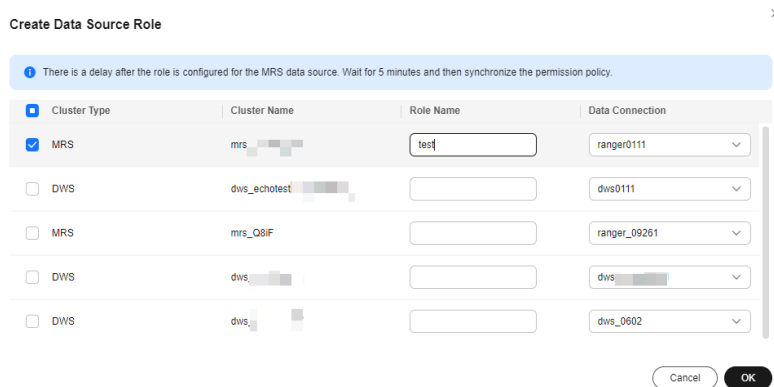 Create Data Source Role
There is a delay after the role is configured for the MRS data source. Wait for 5 minutes and then synchronize the permission policy.
Cluster Type Cluster Name Role Name Data Connection
MRS mrs_ test ranger0111
DWS dws_echotest dws0111
MRS mrs_Q8iF ranger_09261
DWS dws_ dws
DWS dws_ dws_0602
Cancel OK